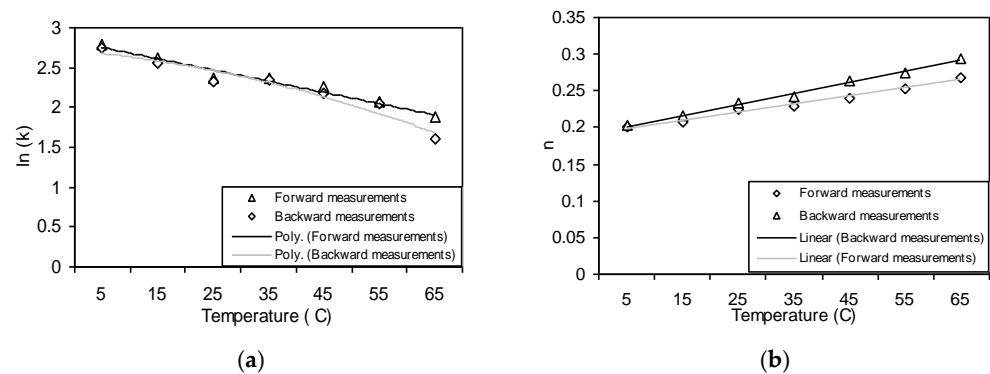 3
2.5
2
1.5
1
0.5
0
ln (k)
Forward measurements
Backward measurements
Poly. (Forward measurements)
Poly. (Backward measurements)
5 15 25 35 45 55 65
Temperature ( C)
(a)
0.35
0.3
0.25
0.2
0.15
0.1
0.05
0
n
Forward measurements
Backward measurements
Linear (Backward measurements)
Linear (Forward measurements)
5 15 25 35 45 55 65
Temperature (C)
(b)